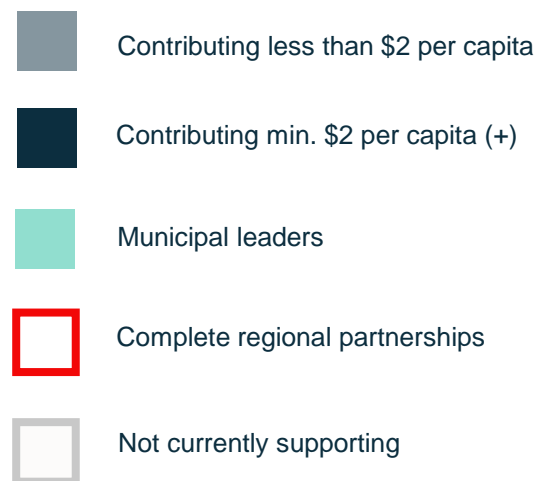 Contributing less than $2 per capita
Contributing min. $2 per capita (+)
Municipal leaders
Complete regional partnerships
Not currently supporting